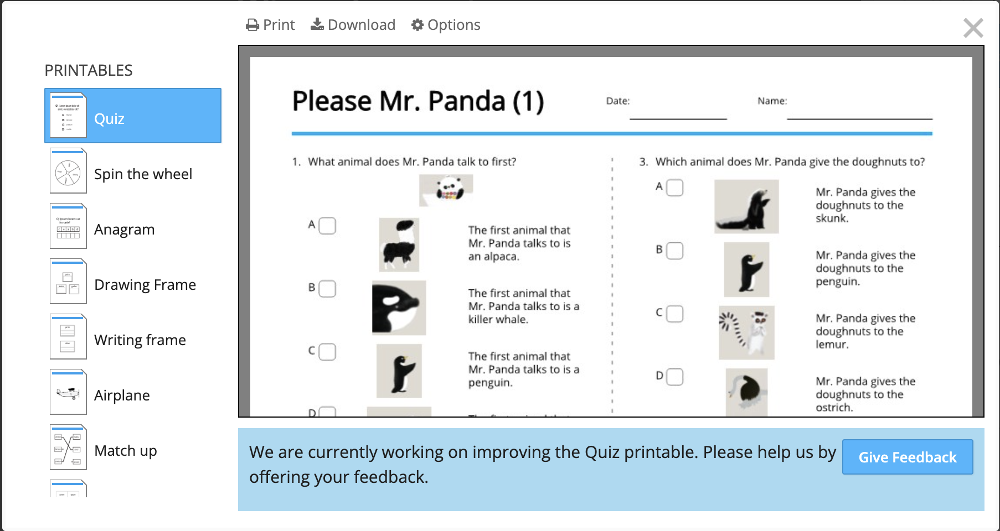 Print Download Options
PRINTABLES
Quiz
Spin the wheel
Anagram
Drawing Frame
Writing frame
Airplane
Match up
Please Mr. Panda (1)
Date:
Name:
1. What animal does Mr. Panda talk to first?
A
The first animal that
Mr. Panda talks to is
an alpaca.
B
The first animal that
Mr. Panda talks to is a
killer whale.
C
The first animal that
Mr. Panda talks to is a
penguin.
D
3. Which animal does Mr. Panda give the doughnuts to?
A
Mr. Panda gives the
doughnuts to the
skunk.
B
Mr. Panda gives the
doughnuts to the
penguin.
C
Mr. Panda gives the
doughnuts to the
lemur.
D
Mr. Panda gives the
doughnuts to the
ostrich.
We are currently working on improving the Quiz printable. Please help us by
offering your feedback.
Give Feedback